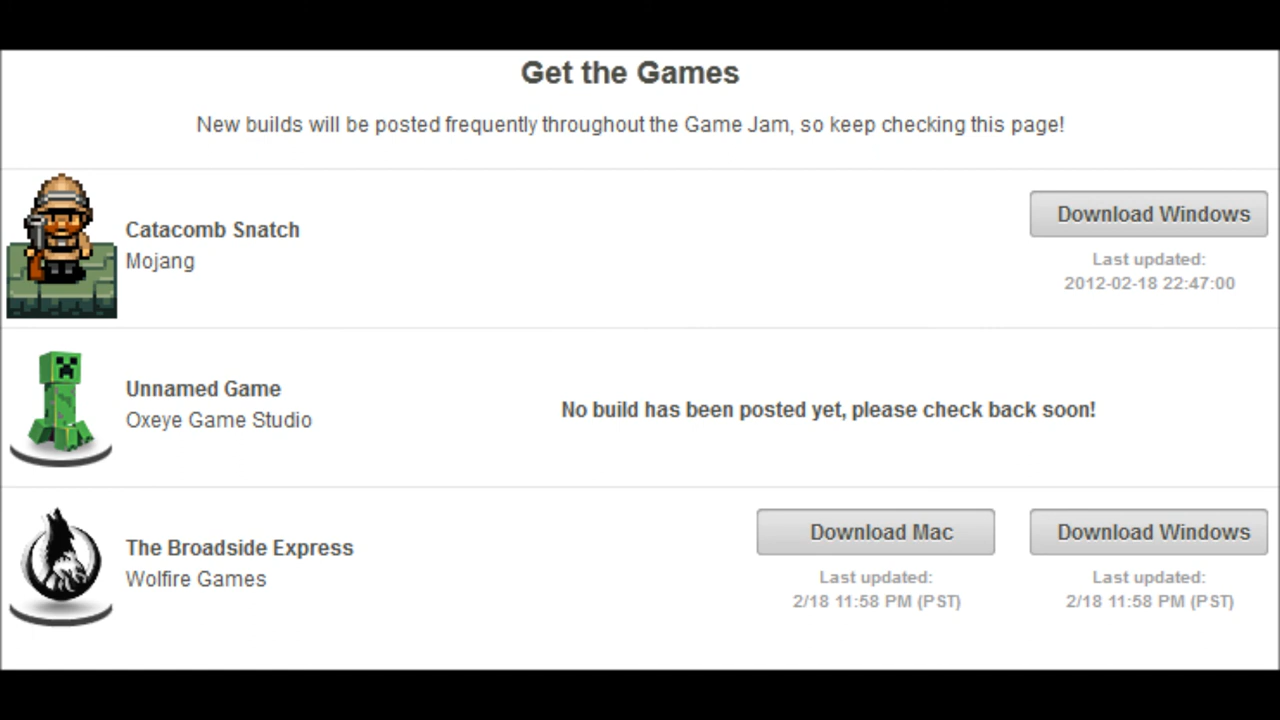 Get the Games
New builds will be posted frequently throughout the Game Jam, so keep checking this page!
Catacomb Snatch
Mojang
Download Windows
Last updated:
2012-02-18 22:47:00
Unnamed Game
Oxeye Game Studio
No build has been posted yet, please check back soon!
The Broadside Express
Wolfire Games
Download Mac
Last updated:
2/18 11:58 PM (PST)
Download Windows
Last updated:
2/18 11:58 PM (PST)